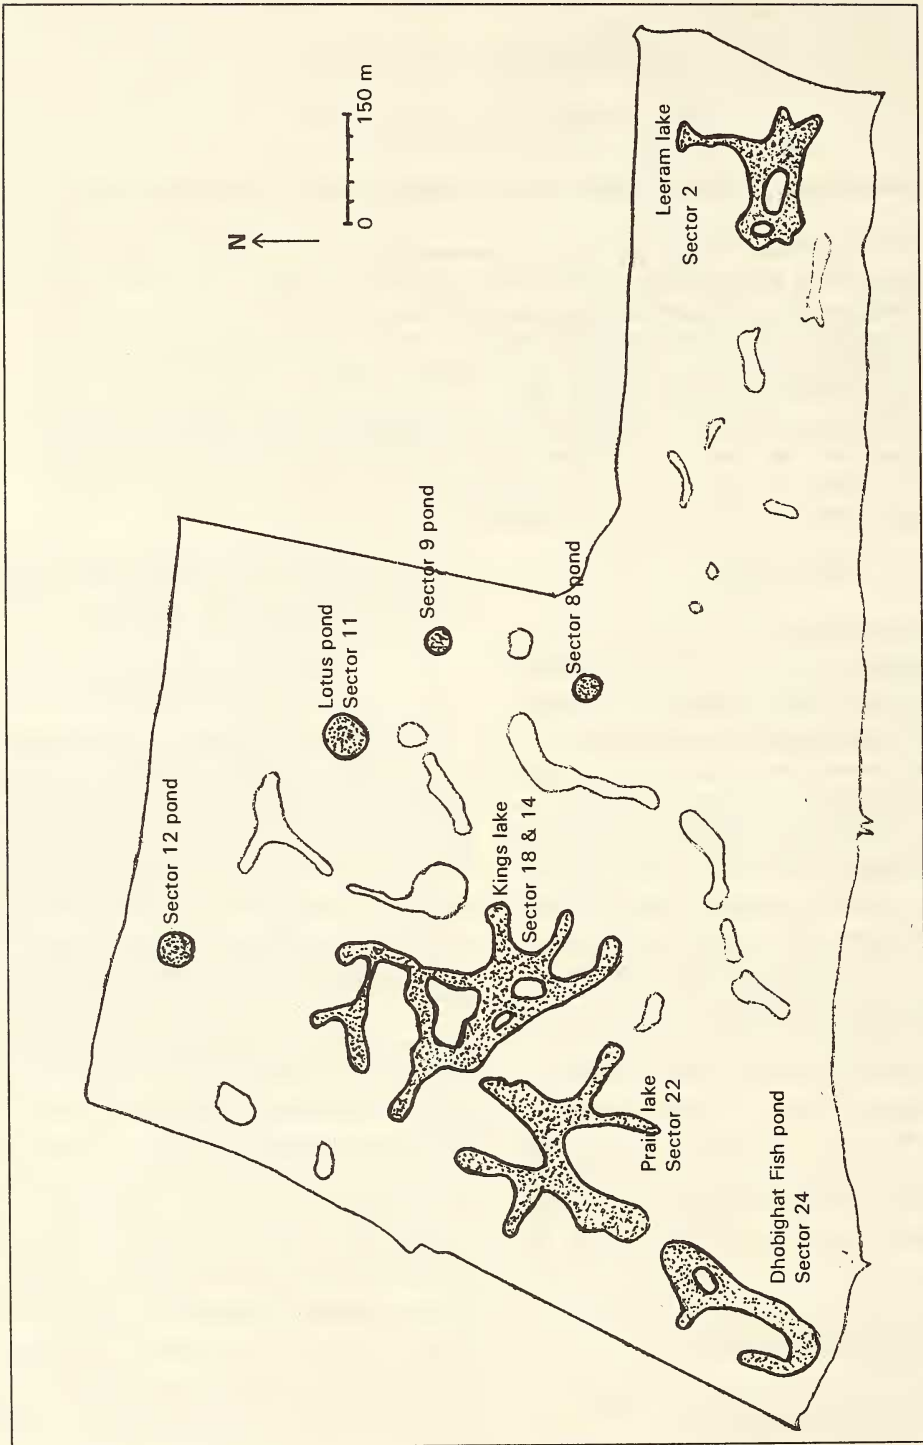 N
0 150 m
Leeram lake
Sector 2
Sector 9 pond
Sector 8 pond
Lotus pond
Sector 11
Sector 12 pond
Kings lake
Sector 18 & 14
Prairie lake
Sector 22
Dhobighat Fish pond
Sector 24